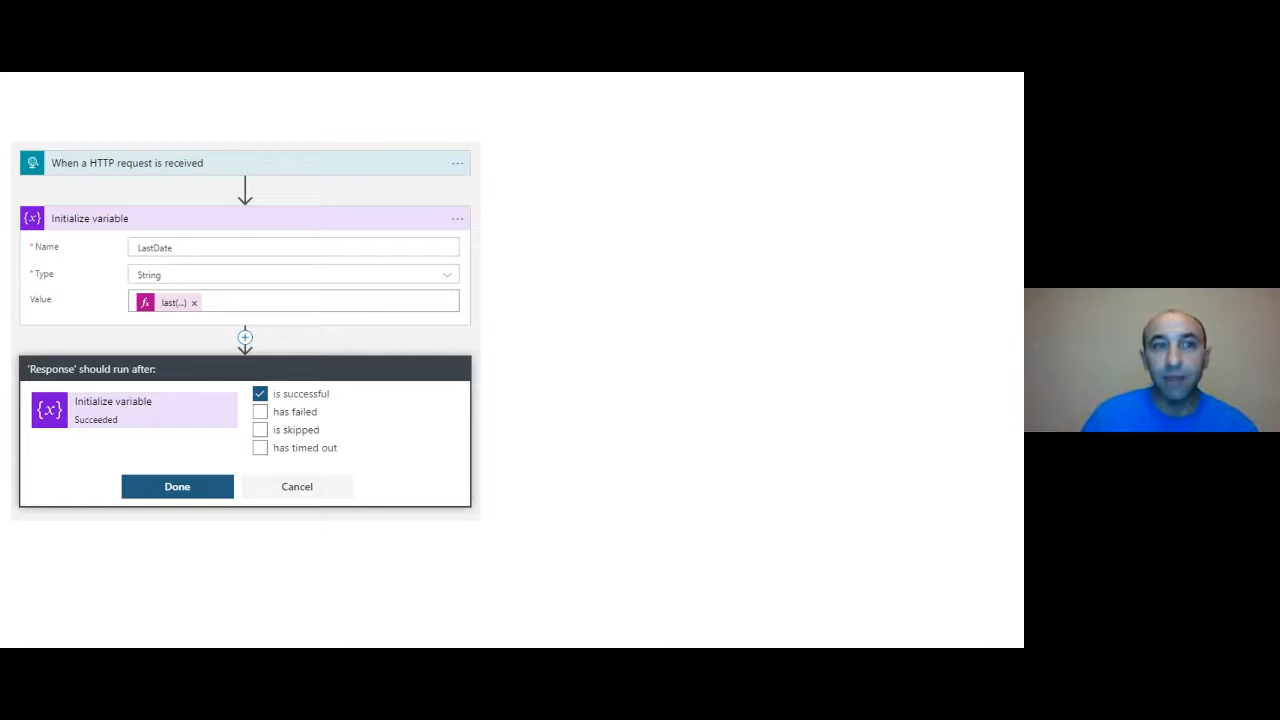 When a HTTP request is received
{x} Initialize variable
* Name LastDate
* Type String
Value fx last(...) ×
'Response' should run after:
{x} Initialize variable
Succeeded
is successful
has failed
is skipped
has timed out
Done Cancel